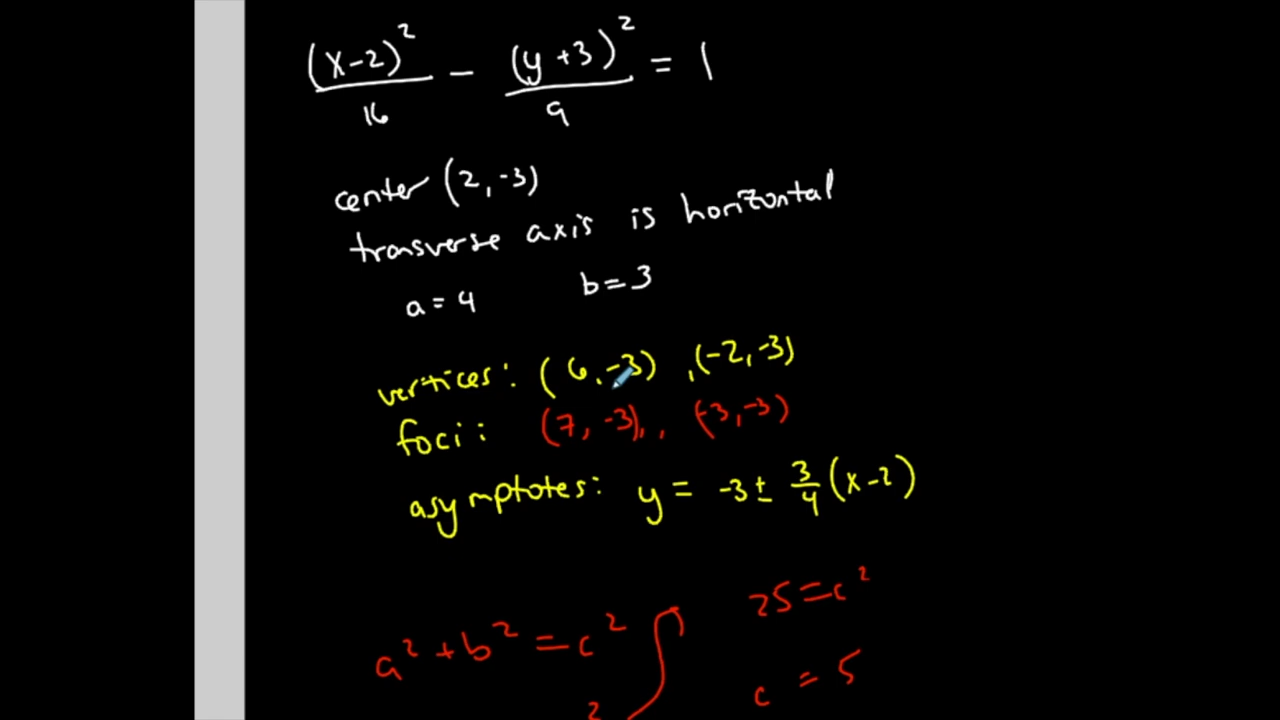 (x-2)²/16 - (y+3)²/9 = 1
center (2,-3)
transverse axis is horizontal
a = 4 b = 3
vertices: (6,-3) , (-2,-3)
foci: (7,-3), , (-3,-3)
asymptotes: y = -3 ± 3/4 (x-2)
25 = c²
a² + b² = c²
c = 5
2